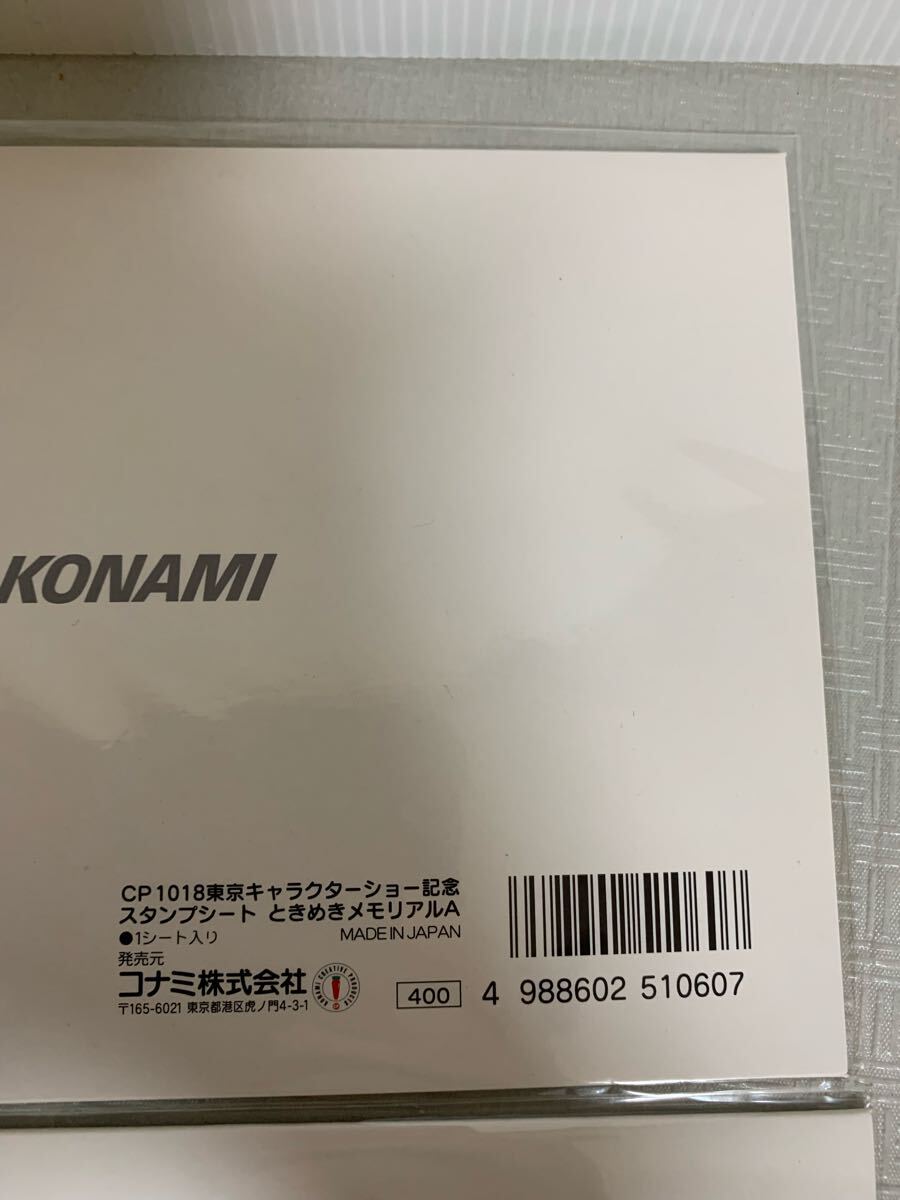 KONAMI
CP1018東京キャラクターショー記念
スタンプシート ときめきメモリアルA
●1シート入り MADE IN JAPAN
発売元
コナミ株式会社
KONAMI CREATIVE PRODUCTS
〒165-6021 東京都港区虎ノ門4-3-1
400
4 988602 510607